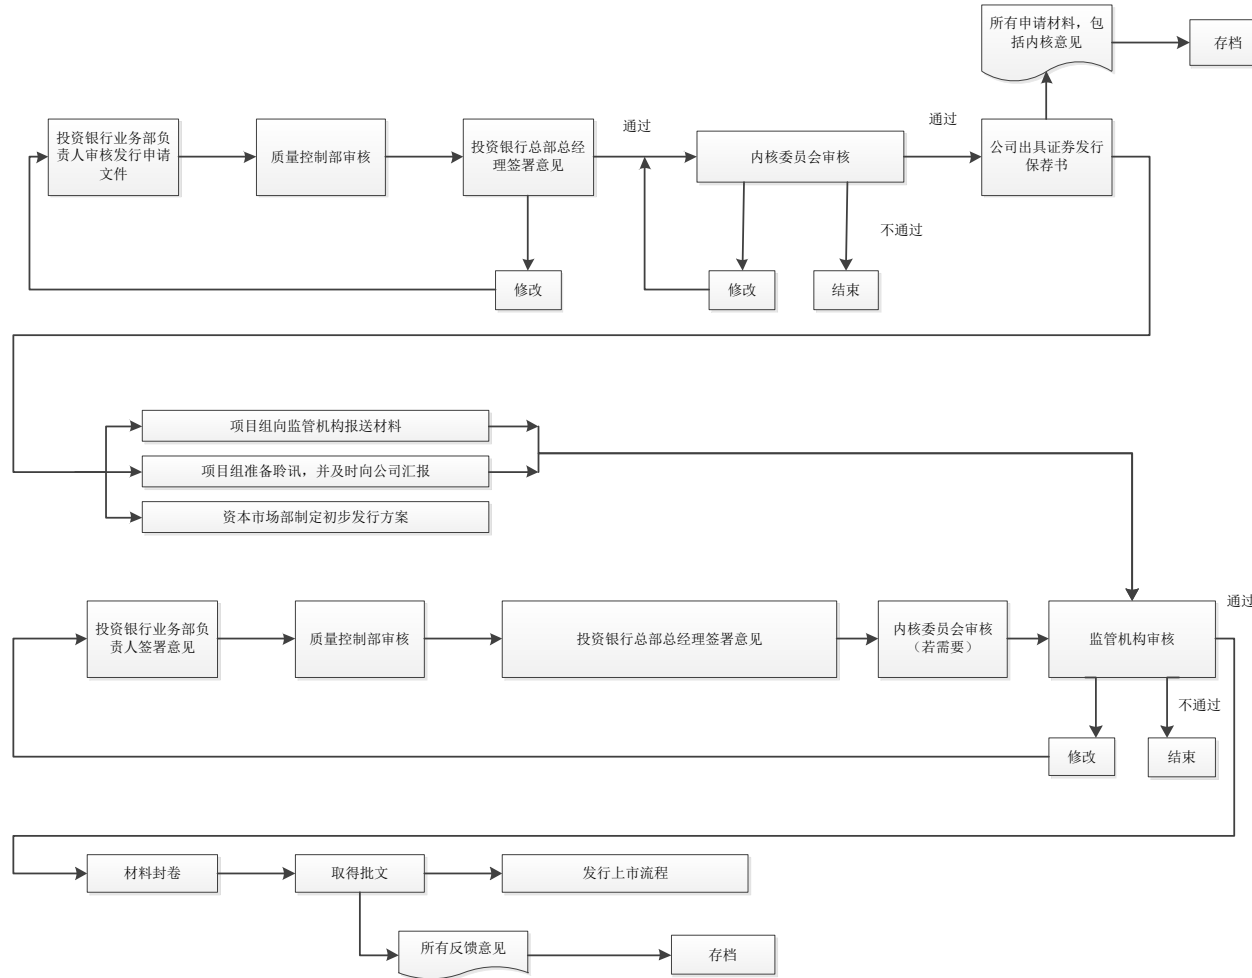 所有申请材料，包
括内核意见
存档
投资银行业务部负
责人审核发行申请
文件
质量控制部审核
投资银行总部总经
理签署意见
通过
内核委员会审核
通过
公司出具证券发行
保荐书
不通过
修改
修改
结束
项目组向监管机构报送材料
项目组准备聆讯，并及时向公司汇报
资本市场部制定初步发行方案
投资银行业务部负
责人签署意见
质量控制部审核
投资银行总部总经理签署意见
内核委员会审核
（若需要）
监管机构审核
通过
不通过
修改
结束
材料封卷
取得批文
发行上市流程
所有反馈意见
存档